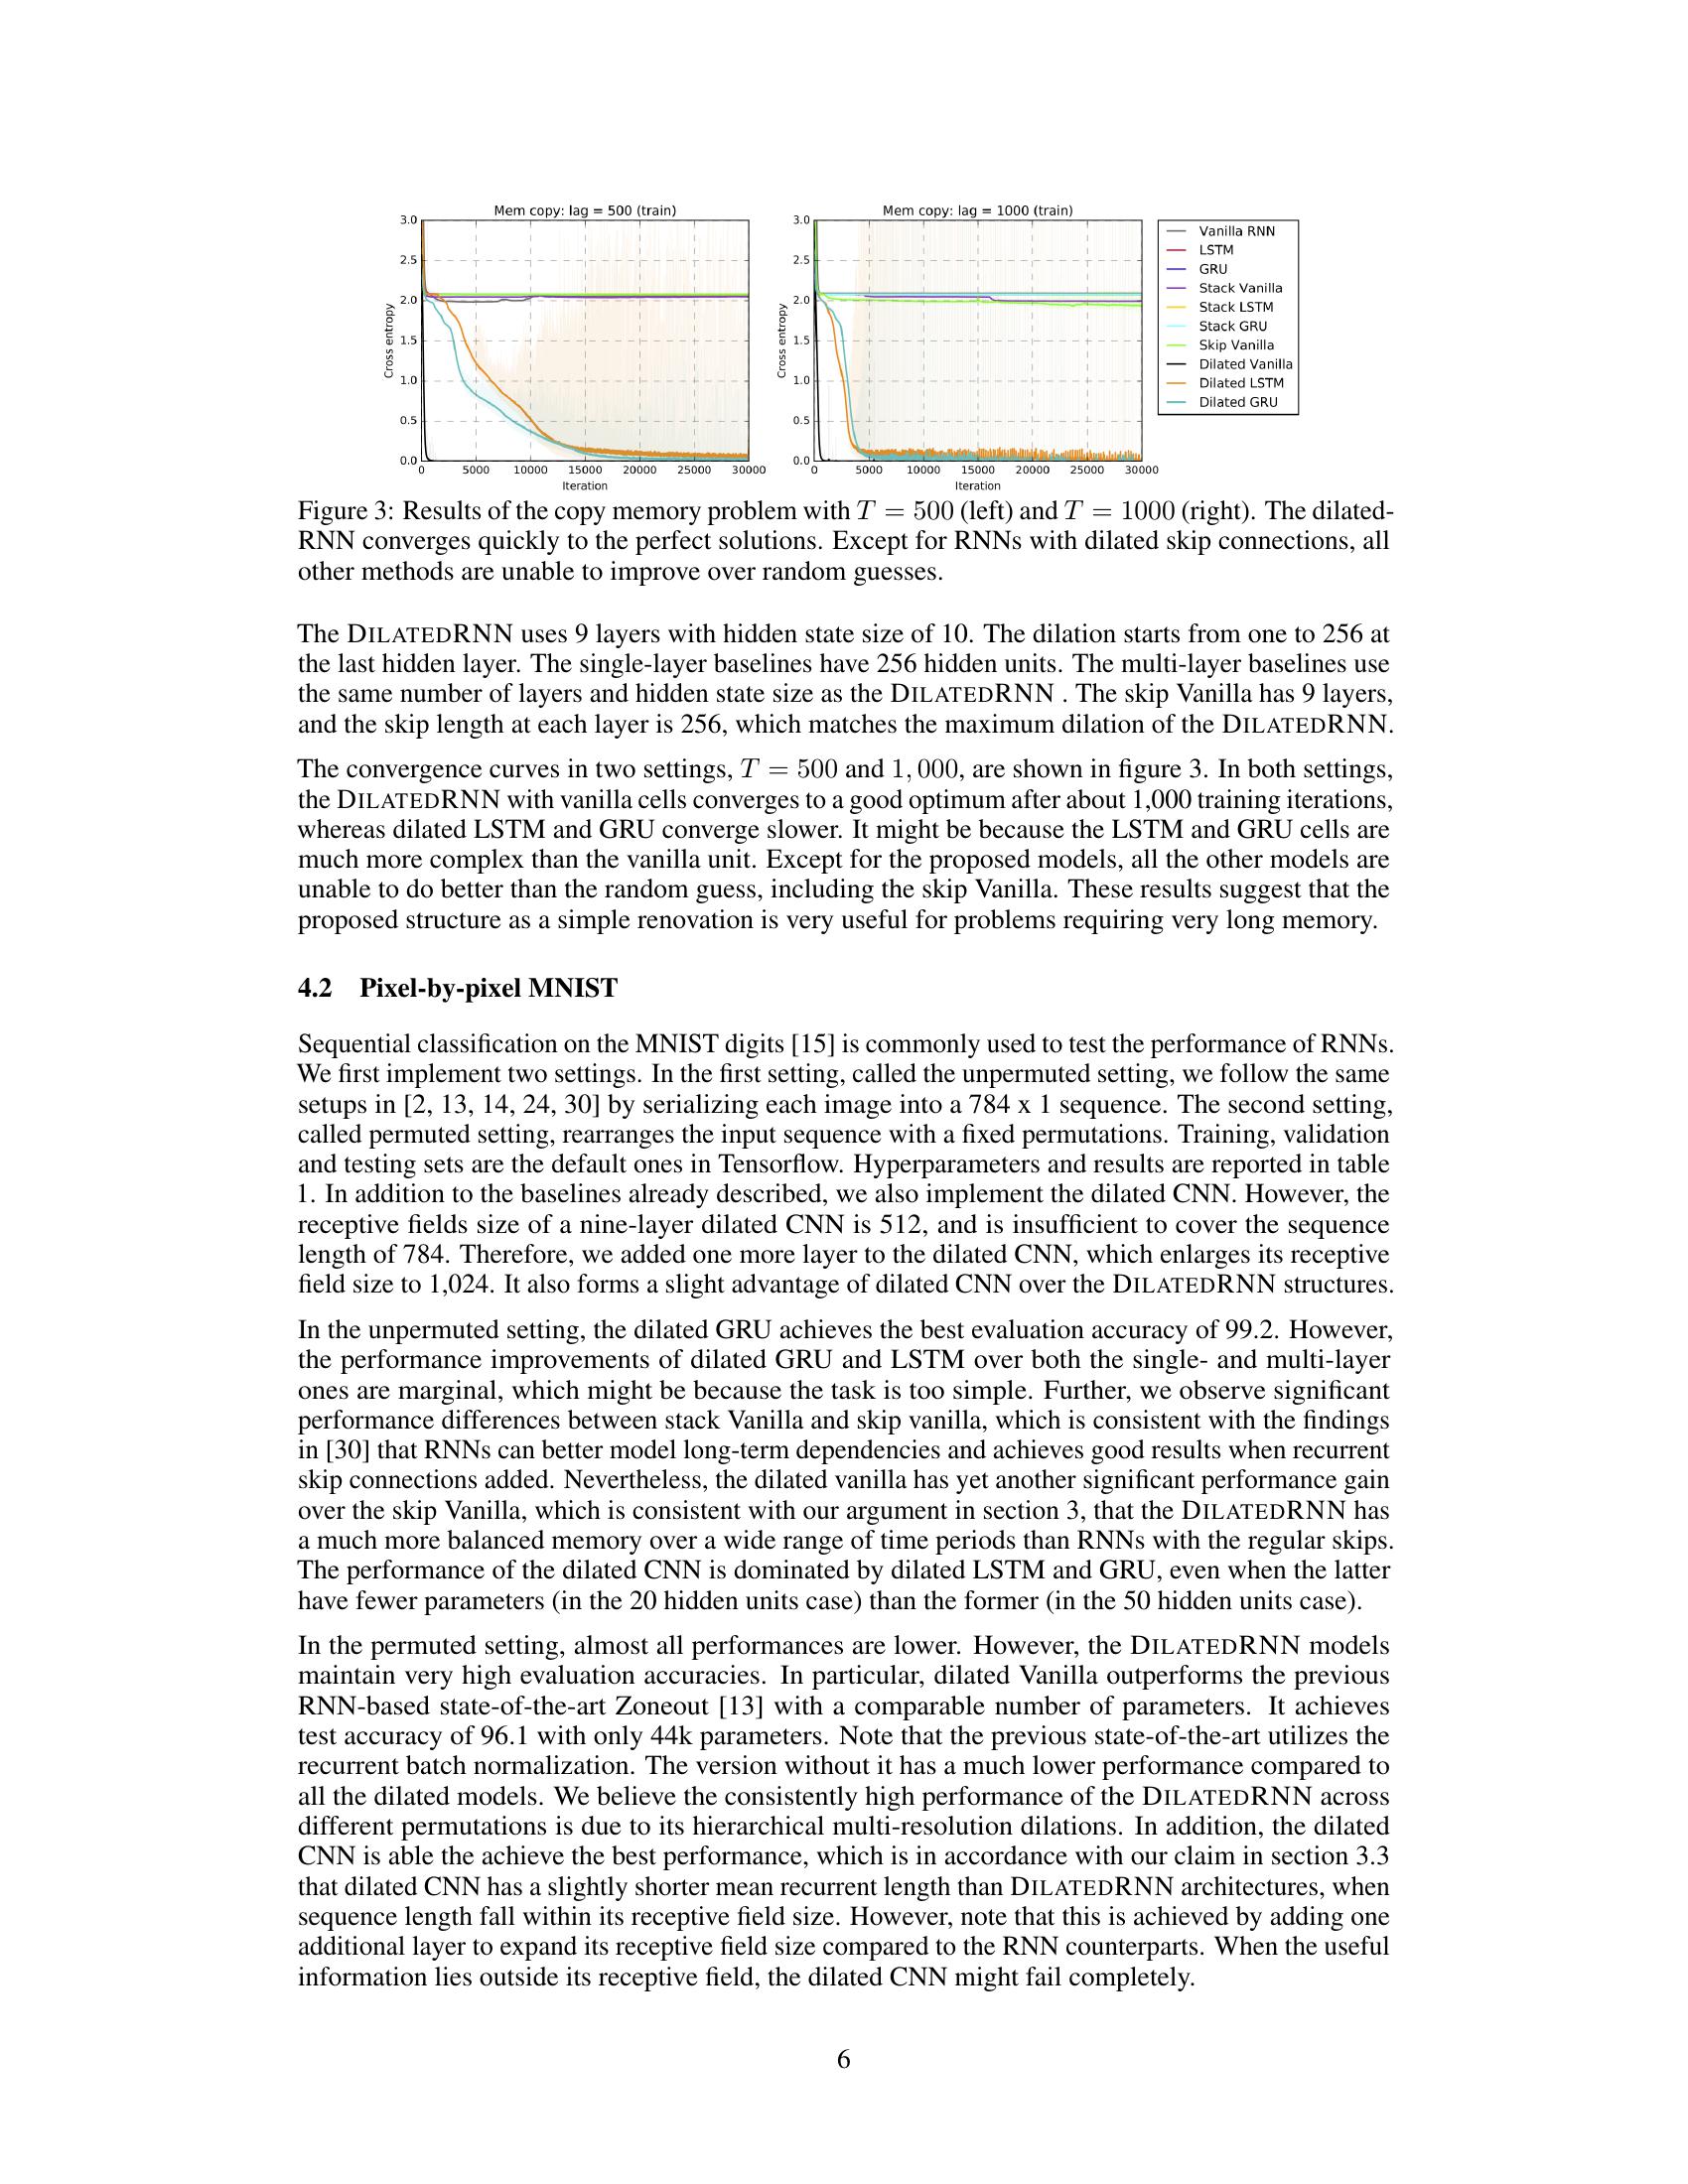 Mem copy: lag = 500 (train)
3.0
2.5
2.0
1.5
1.0
0.5
0.0
Cross entropy
0 5000 10000 15000 20000 25000 30000
Iteration
Mem copy: lag = 1000 (train)
3.0
2.5
2.0
1.5
1.0
0.5
0.0
Cross entropy
0 5000 10000 15000 20000 25000 30000
Iteration
Vanilla RNN
LSTM
GRU
Stack Vanilla
Stack LSTM
Stack GRU
Skip Vanilla
Dilated Vanilla
Dilated LSTM
Dilated GRU
Figure 3: Results of the copy memory problem with T = 500 (left) and T = 1000 (right). The dilated-
RNN converges quickly to the perfect solutions. Except for RNNs with dilated skip connections, all
other methods are unable to improve over random guesses.
The DILATEDRNN uses 9 layers with hidden state size of 10. The dilation starts from one to 256 at
the last hidden layer. The single-layer baselines have 256 hidden units. The multi-layer baselines use
the same number of layers and hidden state size as the DILATEDRNN . The skip Vanilla has 9 layers,
and the skip length at each layer is 256, which matches the maximum dilation of the DILATEDRNN.
The convergence curves in two settings, T = 500 and 1, 000, are shown in figure 3. In both settings,
the DILATEDRNN with vanilla cells converges to a good optimum after about 1,000 training iterations,
whereas dilated LSTM and GRU converge slower. It might be because the LSTM and GRU cells are
much more complex than the vanilla unit. Except for the proposed models, all the other models are
unable to do better than the random guess, including the skip Vanilla. These results suggest that the
proposed structure as a simple renovation is very useful for problems requiring very long memory.
4.2 Pixel-by-pixel MNIST
Sequential classification on the MNIST digits [15] is commonly used to test the performance of RNNs.
We first implement two settings. In the first setting, called the unpermuted setting, we follow the same
setups in [2, 13, 14, 24, 30] by serializing each image into a 784 x 1 sequence. The second setting,
called permuted setting, rearranges the input sequence with a fixed permutations. Training, validation
and testing sets are the default ones in Tensorflow. Hyperparameters and results are reported in table
1. In addition to the baselines already described, we also implement the dilated CNN. However, the
receptive fields size of a nine-layer dilated CNN is 512, and is insufficient to cover the sequence
length of 784. Therefore, we added one more layer to the dilated CNN, which enlarges its receptive
field size to 1,024. It also forms a slight advantage of dilated CNN over the DILATEDRNN structures.
In the unpermuted setting, the dilated GRU achieves the best evaluation accuracy of 99.2. However,
the performance improvements of dilated GRU and LSTM over both the single- and multi-layer
ones are marginal, which might be because the task is too simple. Further, we observe significant
performance differences between stack Vanilla and skip vanilla, which is consistent with the findings
in [30] that RNNs can better model long-term dependencies and achieves good results when recurrent
skip connections added. Nevertheless, the dilated vanilla has yet another significant performance gain
over the skip Vanilla, which is consistent with our argument in section 3, that the DILATEDRNN has
a much more balanced memory over a wide range of time periods than RNNs with the regular skips.
The performance of the dilated CNN is dominated by dilated LSTM and GRU, even when the latter
have fewer parameters (in the 20 hidden units case) than the former (in the 50 hidden units case).
In the permuted setting, almost all performances are lower. However, the DILATEDRNN models
maintain very high evaluation accuracies. In particular, dilated Vanilla outperforms the previous
RNN-based state-of-the-art Zoneout [13] with a comparable number of parameters. It achieves
test accuracy of 96.1 with only 44k parameters. Note that the previous state-of-the-art utilizes the
recurrent batch normalization. The version without it has a much lower performance compared to
all the dilated models. We believe the consistently high performance of the DILATEDRNN across
different permutations is due to its hierarchical multi-resolution dilations. In addition, the dilated
CNN is able the achieve the best performance, which is in accordance with our claim in section 3.3
that dilated CNN has a slightly shorter mean recurrent length than DILATEDRNN architectures, when
sequence length fall within its receptive field size. However, note that this is achieved by adding one
additional layer to expand its receptive field size compared to the RNN counterparts. When the useful
information lies outside its receptive field, the dilated CNN might fail completely.
6